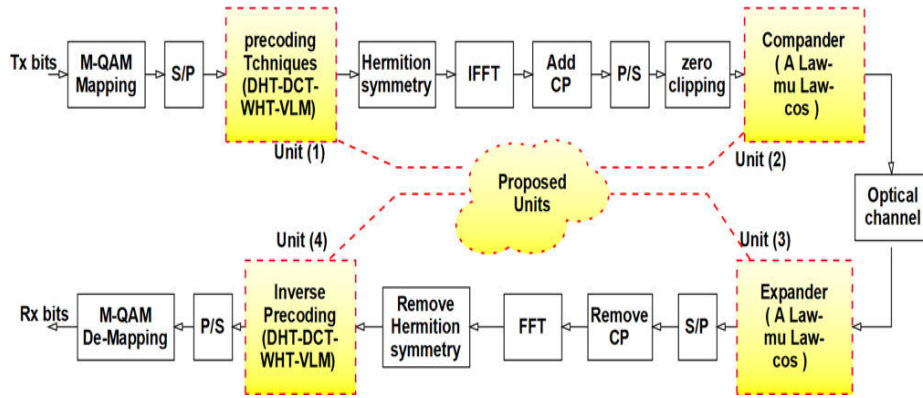 Tx bits
M-QAM
Mapping
S/P
precoding
Tchniques
(DHT-DCT-
WHT-VLM)
Hermition
symmetry
IFFT
Add
CP
P/S
zero
clipping
Compander
( A Law-
mu Law-
cos )
Unit (1)
Unit (2)
Proposed
Units
Optical
channel
Unit (4)
Unit (3)
Rx bits
M-QAM
De-Mapping
P/S
Inverse
Precoding
(DHT-DCT-
WHT-VLM)
Remove
Hermition
symmetry
FFT
Remove
CP
S/P
Expander
( A Law-
mu Law-
cos )